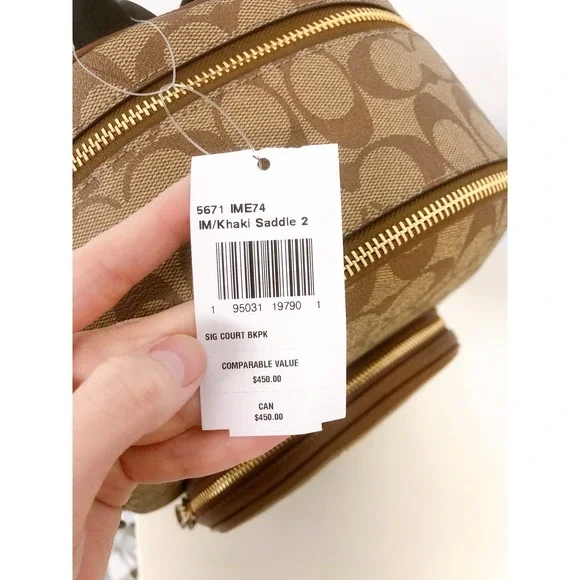 5671 IME74
IM/Khaki Saddle 2
1 95031 19790 1
SIG COURT BKPK
COMPARABLE VALUE
$450.00
CAN
$450.00